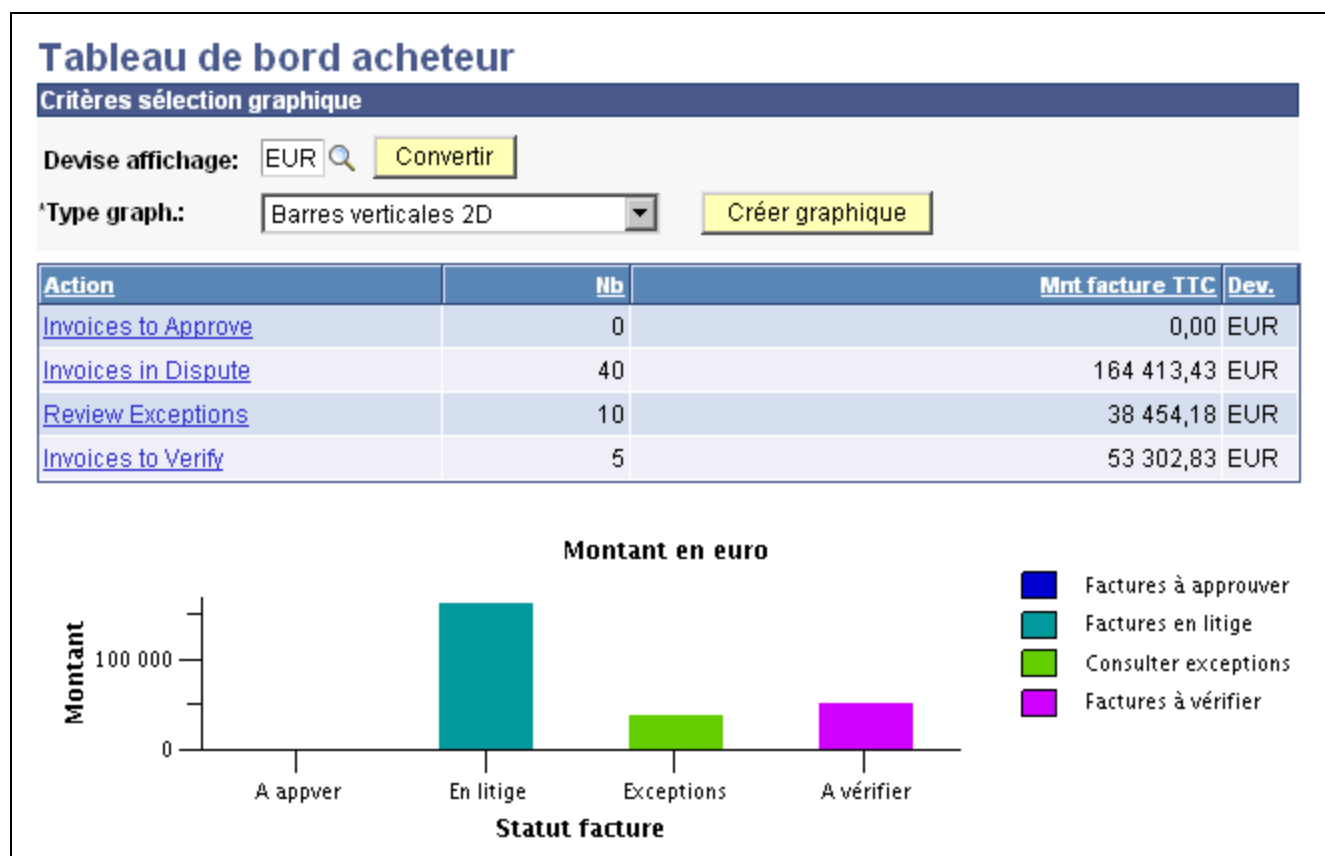 Tableau de bord acheteur
Critères sélection graphique
Devise affichage: EUR Convertir
*Type graph.: Barres verticales 2D Créer graphique
Action Nb Mnt facture TTC Dev.
Invoices to Approve 0 0,00 EUR
Invoices in Dispute 40 164 413,43 EUR
Review Exceptions 10 38 454,18 EUR
Invoices to Verify 5 53 302,83 EUR
Montant en euro
Factures à approuver
Factures en litige
Consulter exceptions
Factures à vérifier
Montant
100 000
0
A appver En litige Exceptions A vérifier
Statut facture